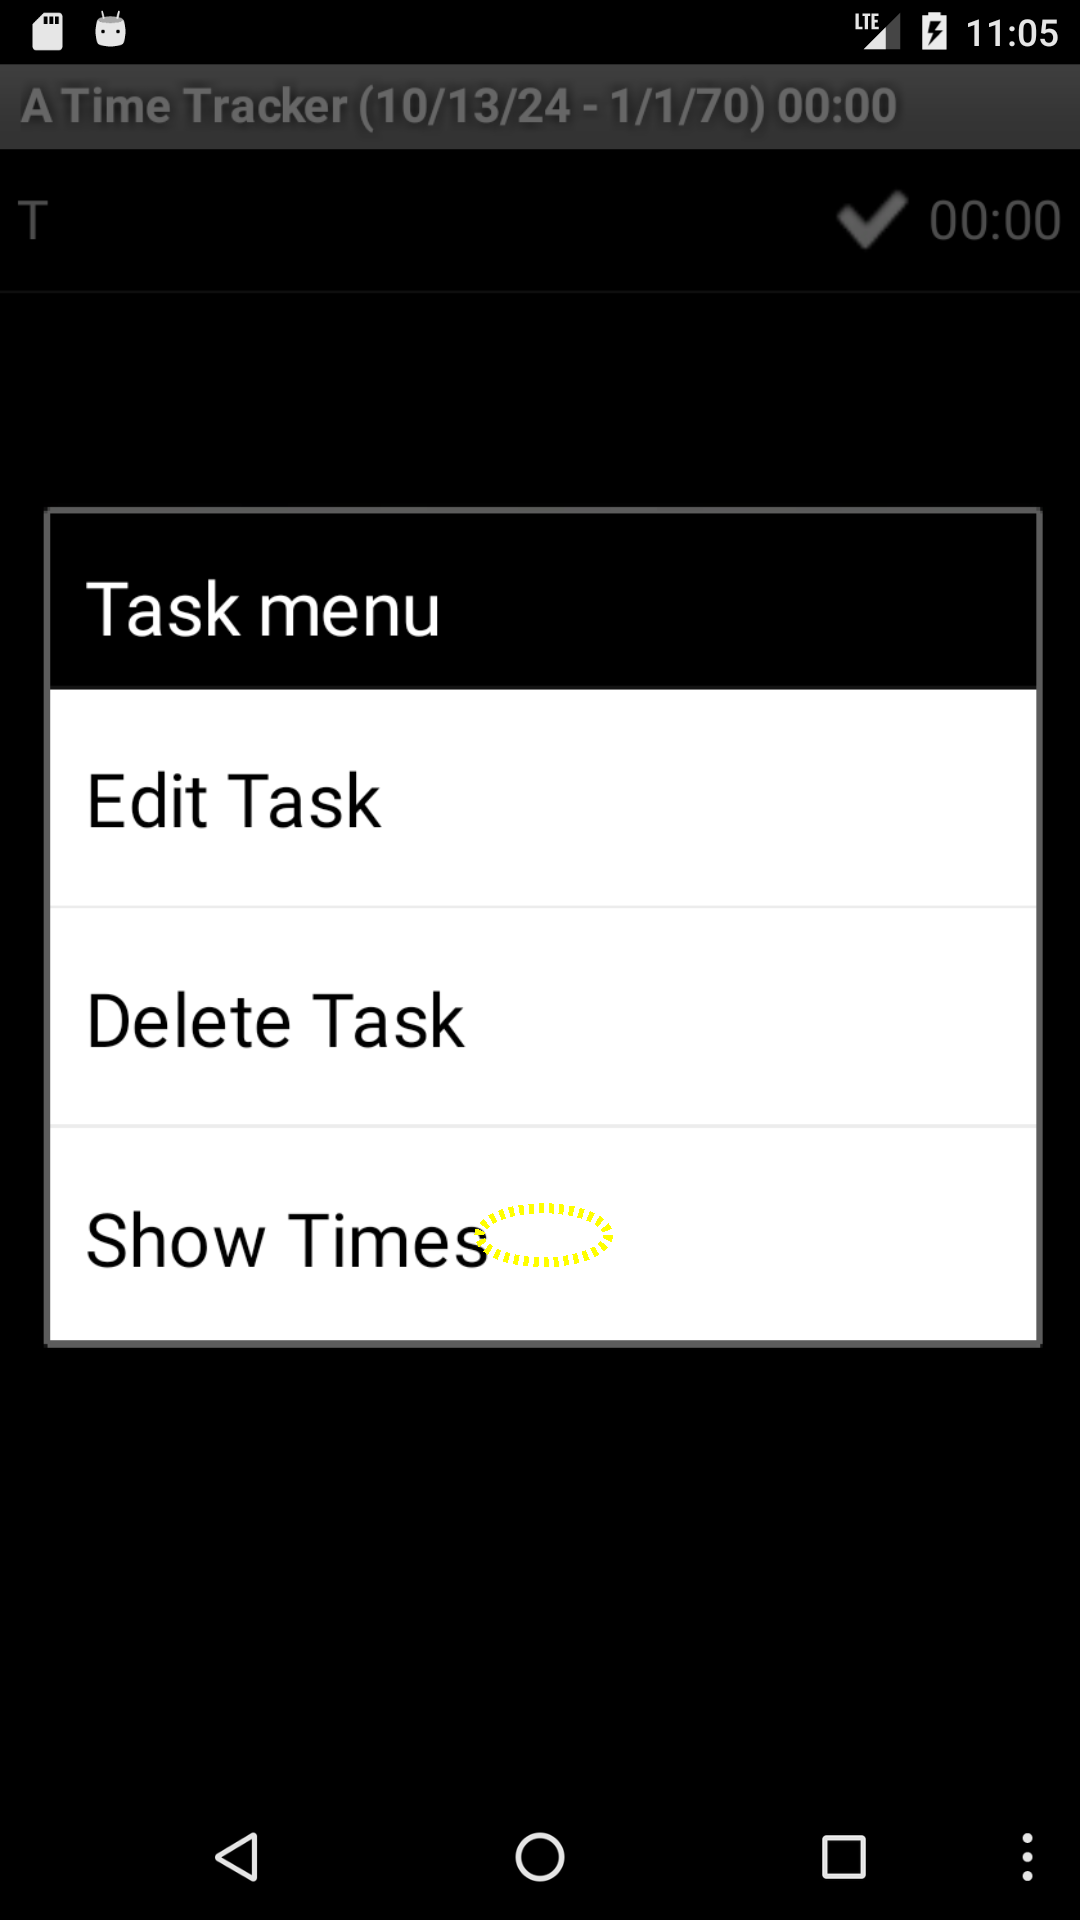 LTE 11:05
A Time Tracker (10/13/24 - 1/1/70) 00:00
T 00:00
Task menu
Edit Task
Delete Task
Show Times